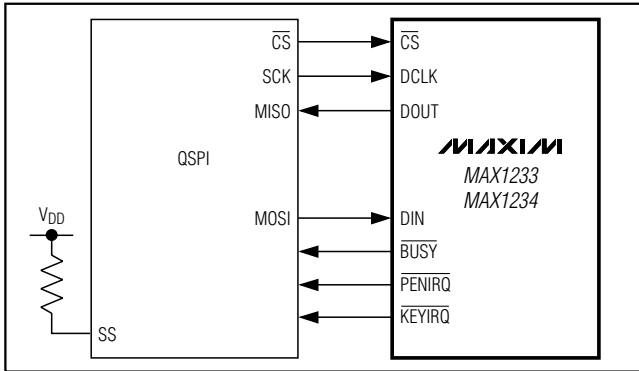 CS CS
SCK DCLK
MISO DOUT
MAXIM
QSPI
MAX1233
MAX1234
VDD
MOSI DIN
BUSY
PENIRQ
KEYIRQ
SS